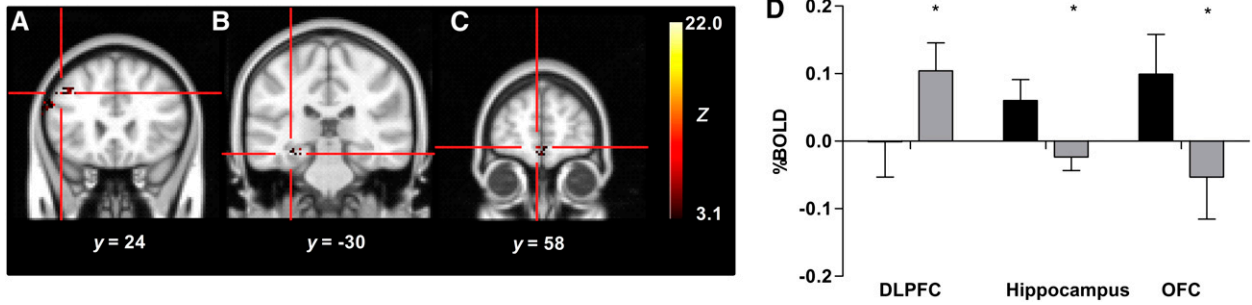 A
B
C
22.0
Z
3.1
y = 24
y = -30
y = 58
D
0.2
0.1
0.0
-0.1
-0.2
%BOLD
*
*
*
DLPFC
Hippocampus
OFC